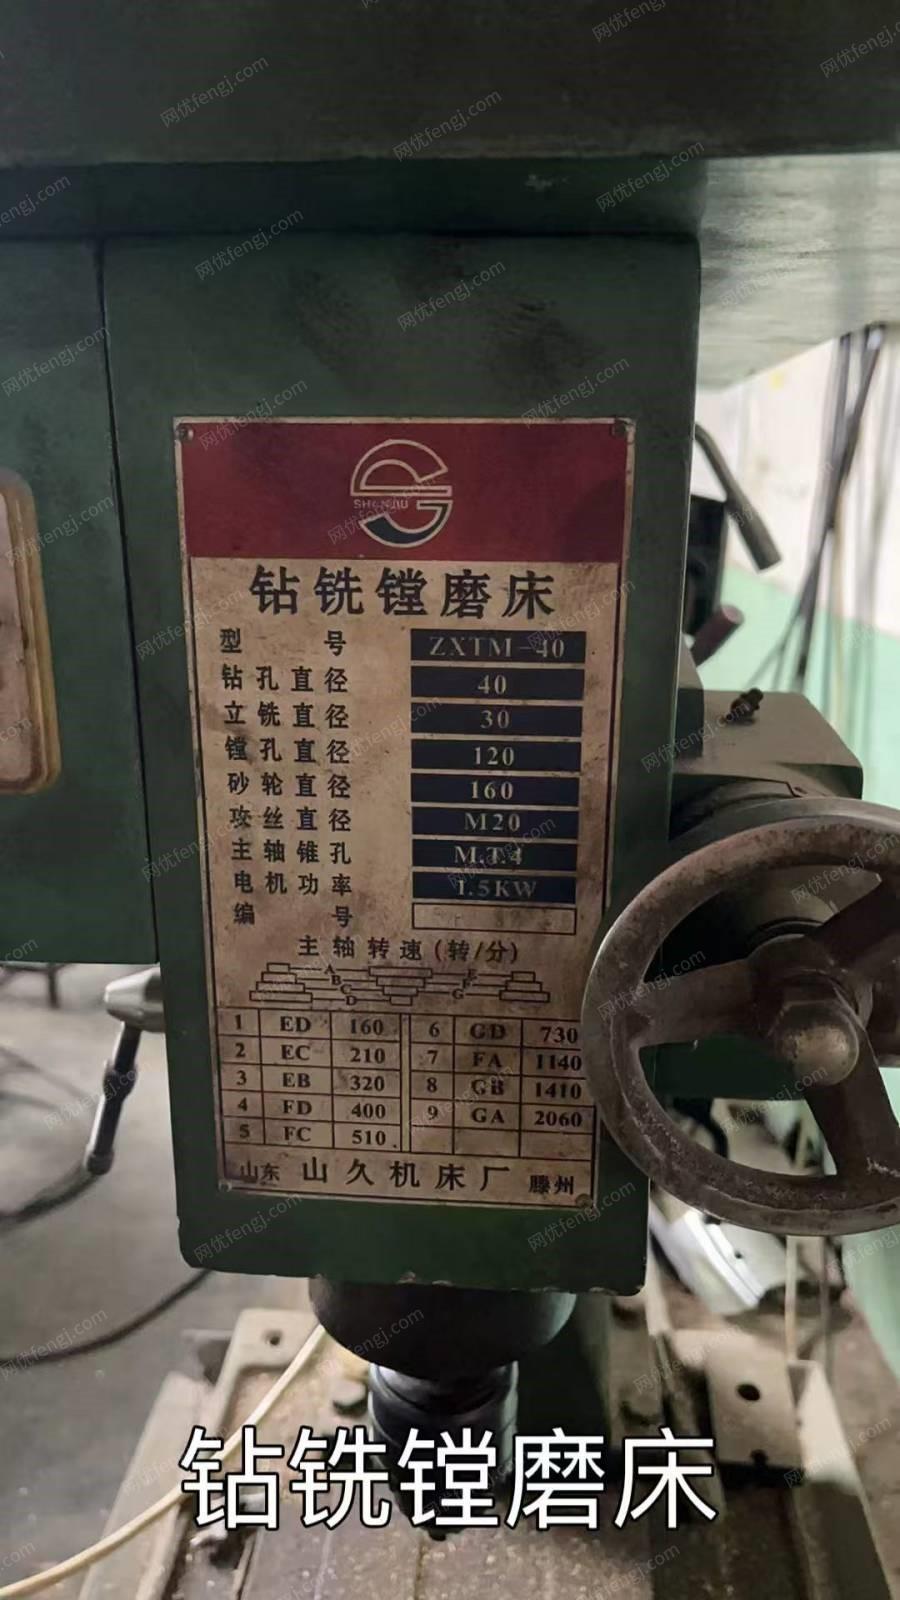 SHANJIU
钻铣镗磨床
型号 ZXTM-40
钻孔直径 40
立铣直径 30
镗孔直径 120
砂轮直径 160
攻丝直径 M20
主轴锥孔 M.T.4
电机功率 1.5KW
编号
主轴转速(转/分)
A B C D E F G
1 ED 160 6 GD 730
2 EC 210 7 FA 1140
3 EB 320 8 GB 1410
4 FD 400 9 GA 2060
5 FC 510
山东 山久机床厂 滕州
钻铣镗磨床
网优fengj.com